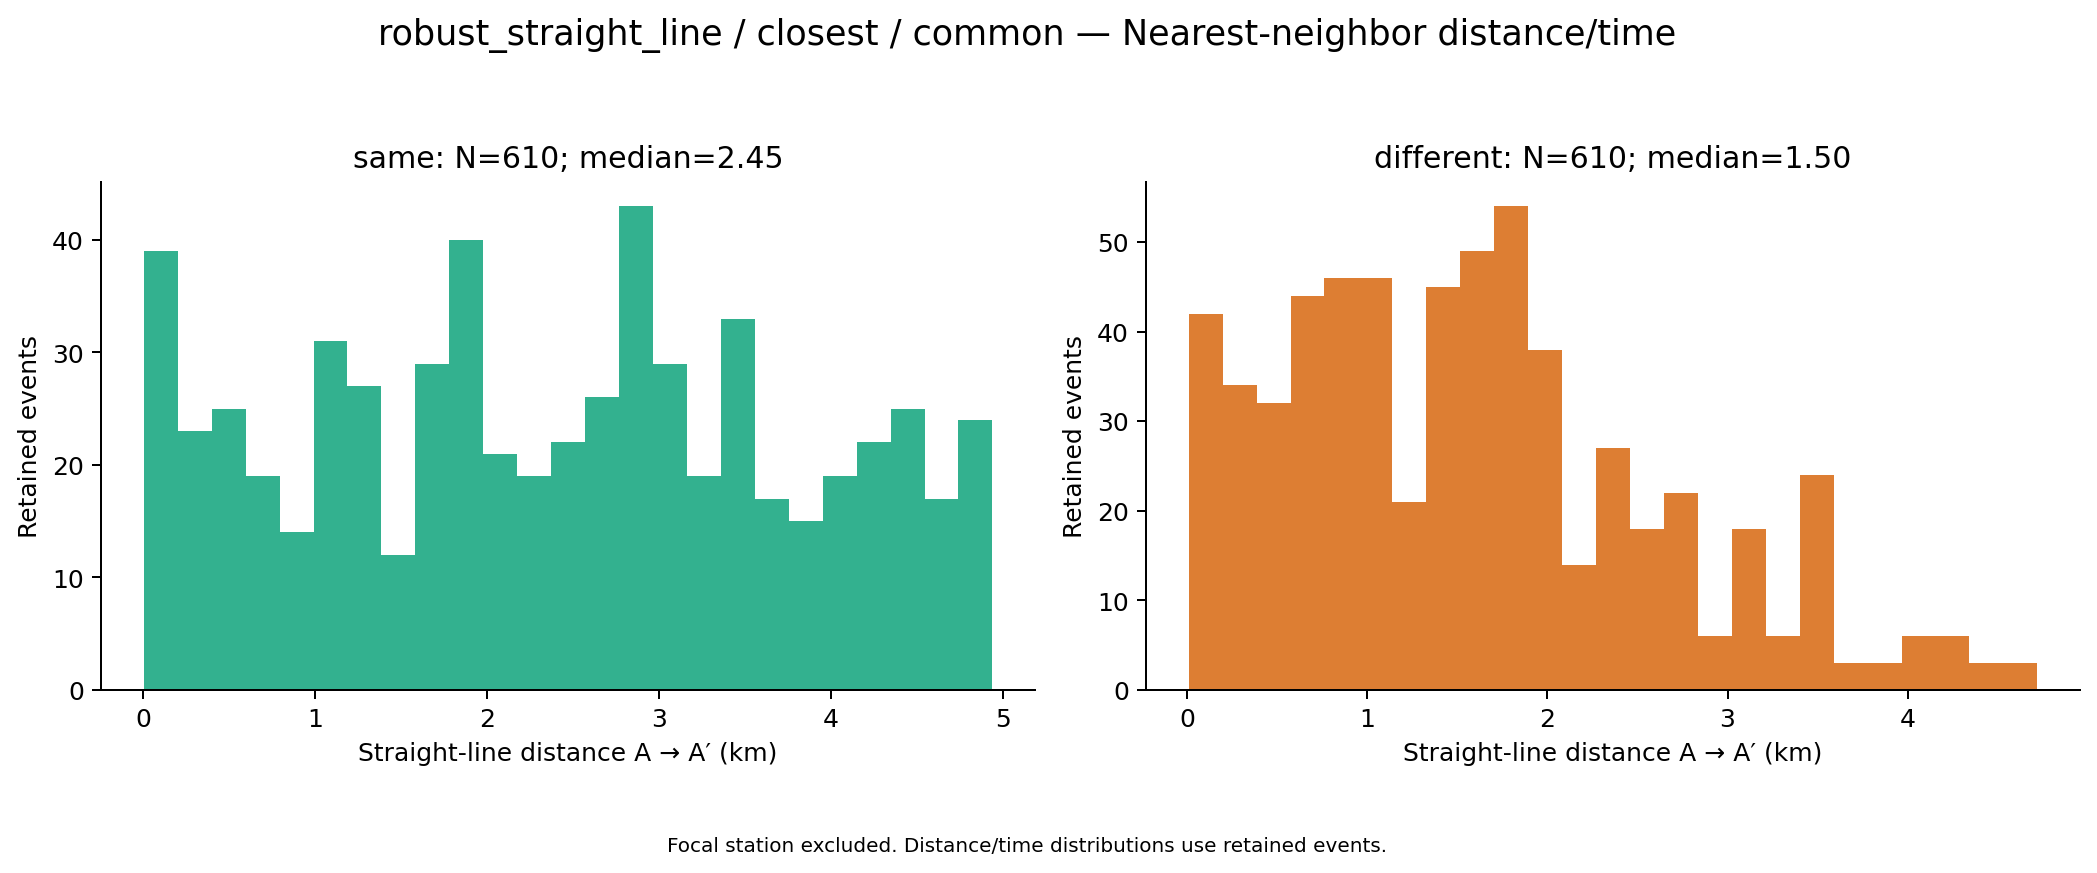 robust_straight_line / closest / common — Nearest-neighbor distance/time
same: N=610; median=2.45
Retained events
40
30
20
10
0
0 1 2 3 4 5
Straight-line distance A → A′ (km)
different: N=610; median=1.50
Retained events
50
40
30
20
10
0
0 1 2 3 4
Straight-line distance A → A′ (km)
Focal station excluded. Distance/time distributions use retained events.